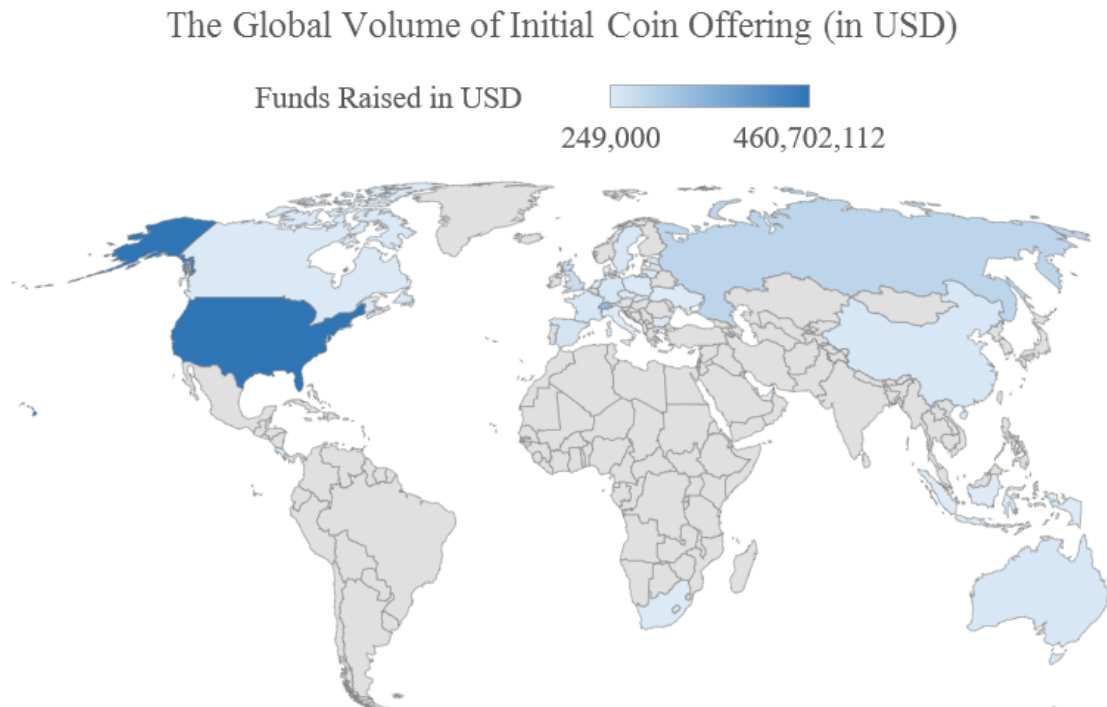 The Global Volume of Initial Coin Offering (in USD)
Funds Raised in USD
249,000 460,702,112